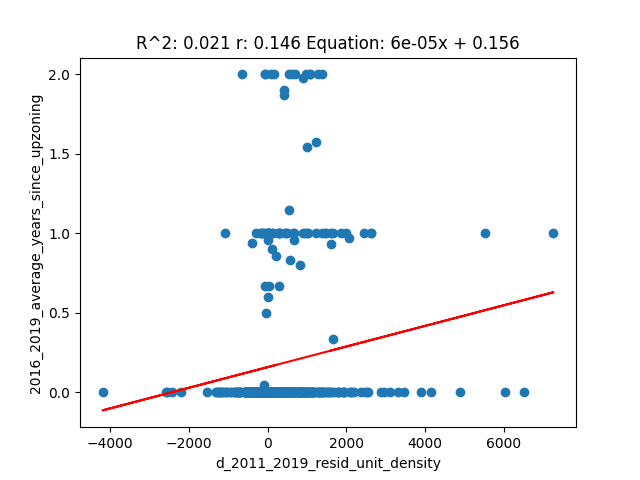 R^2: 0.021 r: 0.146 Equation: 6e-05x + 0.156
2016_2019_average_years_since_upzoning
2.0
1.5
1.0
0.5
0.0
−4000 −2000 0 2000 4000 6000
d_2011_2019_resid_unit_density